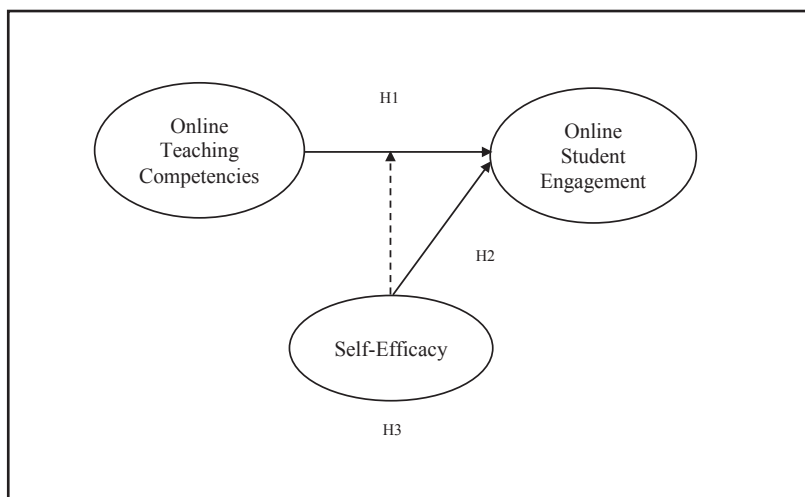 H1
Online
Teaching
Competencies
Online
Student
Engagement
H2
Self-Efficacy
H3